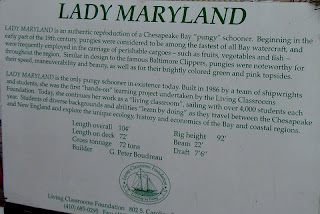 LADY MARYLAND
LADY MARYLAND is an authentic reproduction of a Chesapeake Bay "pungy" schooner. Beginning in the
early part of the 19th century, pungies were considered to be among the fastest of all Bay watercraft, and
were frequently employed in the carriage of perishable cargoes – such as fruits, vegetables and fish –
throughout the region. Similar in design to the famous Baltimore Clippers, pungies were noteworthy for
their speed, maneuverability and beauty, as well as for their brightly colored green and pink topsides.
LADY MARYLAND is the only pungy schooner in existence today. Built in 1986 by a team of shipwrights
and students, she was the first "hands-on" learning project undertaken by the Living Classrooms
Foundation. Today, she continues her work as a "living classroom", sailing with over 4,000 students each
year. Students of diverse backgrounds and abilities "learn by doing" as they travel between the Chesapeake
and New England and explore the unique ecology, history and economics of the Bay and coastal regions.
Length overall 104' Rig height 92'
Length on deck 72' Beam 22'
Gross tonnage 72 tons Draft 7'6"
Builder G. Peter Boudreau
Living Classrooms Foundation 802 S. Caroline
(410) 685-0295